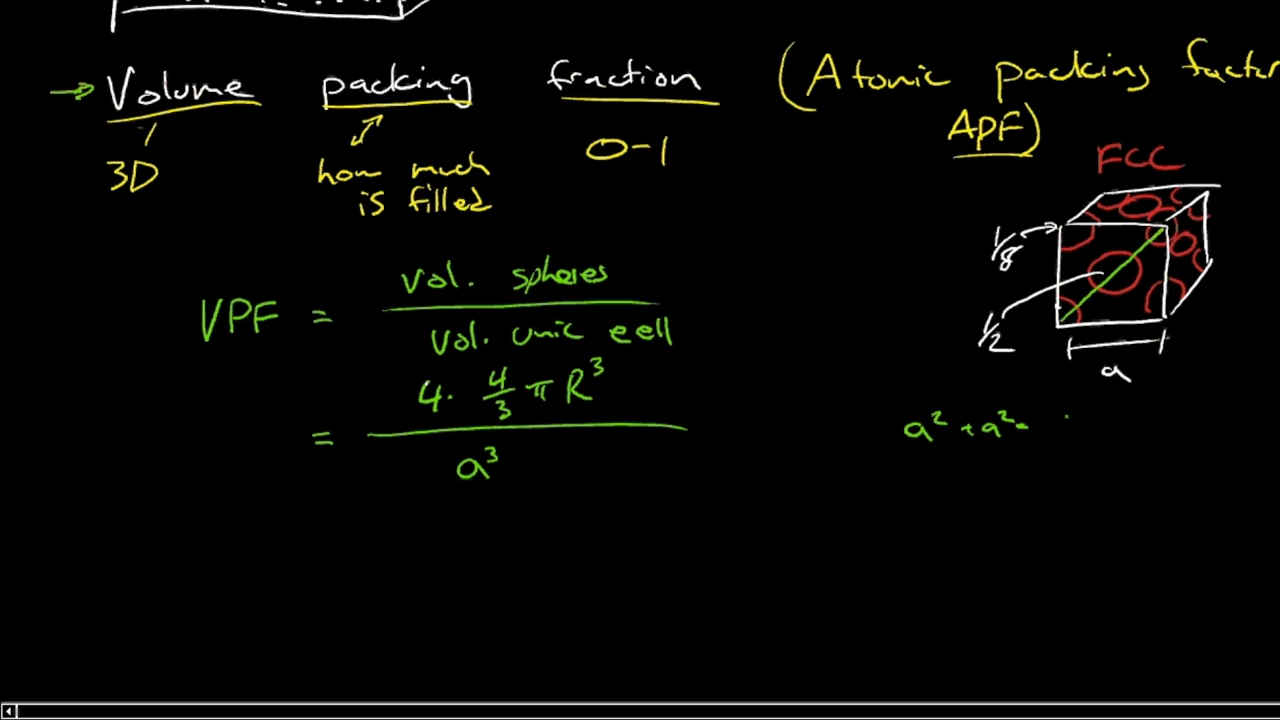 → Volume packing fraction (Atomic packing factor
APF)
3D how much is filled 0-1
FCC
1/8
1/2
a
VPF = vol. spheres / vol. unic cell
= 4 · 4/3 π R³ / a³
a² + a² =